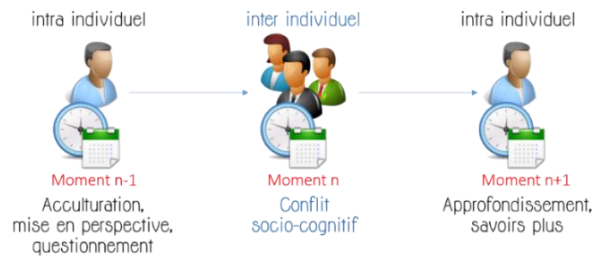 intra individuel
inter individuel
intra individuel
Moment n-1
Moment n
Moment n+1
Acculturation,
mise en perspective,
questionnement
Conflit
socio-cognitif
Approfondissement,
savoirs plus